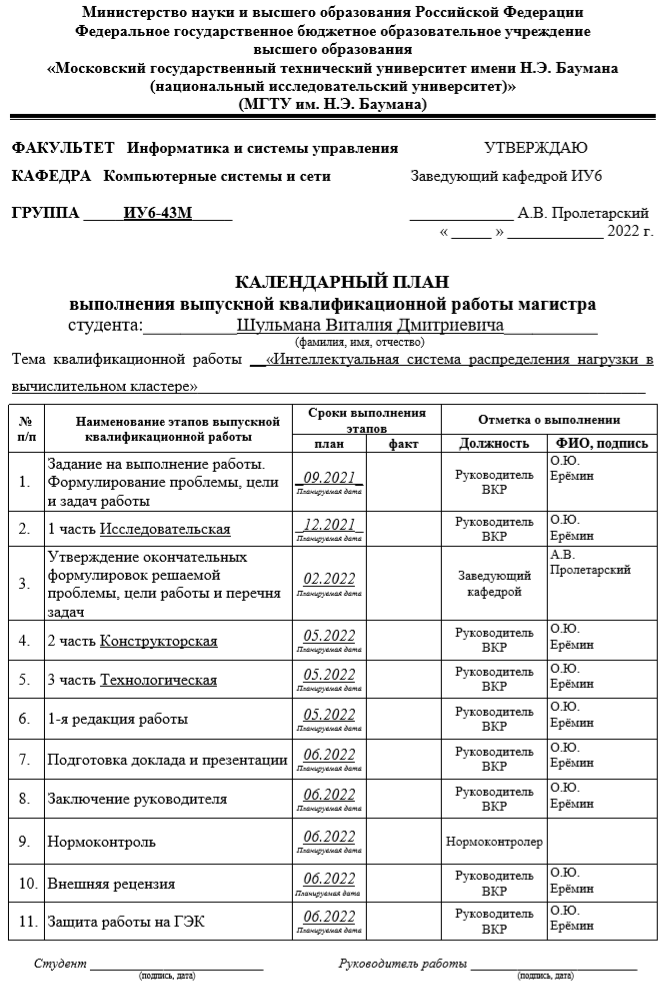 Министерство науки и высшего образования Российской Федерации
Федеральное государственное бюджетное образовательное учреждение
высшего образования
«Московский государственный технический университет имени Н.Э. Баумана
(национальный исследовательский университет)»
(МГТУ им. Н.Э. Баумана)
ФАКУЛЬТЕТ Информатика и системы управления УТВЕРЖДАЮ
КАФЕДРА Компьютерные системы и сети Заведующий кафедрой ИУ6
ГРУППА ИУ6-43М ______________ А.В. Пролетарский
« _____ » ____________ 2022 г.
КАЛЕНДАРНЫЙ ПЛАН
выполнения выпускной квалификационной работы магистра
студента: Шульмана Виталия Дмитриевича
(фамилия, имя, отчество)
Тема квалификационной работы «Интеллектуальная система распределения нагрузки в
вычислительном кластере»
№ п/п Наименование этапов выпускной квалификационной работы Сроки выполнения этапов Отметка о выполнении
план факт Должность ФИО, подпись
1. Задание на выполнение работы. Формулирование проблемы, цели и задач работы 09.2021 Планируемая дата Руководитель ВКР О.Ю. Ерёмин
2. 1 часть Исследовательская 12.2021 Планируемая дата Руководитель ВКР О.Ю. Ерёмин
3. Утверждение окончательных формулировок решаемой проблемы, цели работы и перечня задач 02.2022 Планируемая дата Заведующий кафедрой А.В. Пролетарский
4. 2 часть Конструкторская 05.2022 Планируемая дата Руководитель ВКР О.Ю. Ерёмин
5. 3 часть Технологическая 05.2022 Планируемая дата Руководитель ВКР О.Ю. Ерёмин
6. 1-я редакция работы 05.2022 Планируемая дата Руководитель ВКР О.Ю. Ерёмин
7. Подготовка доклада и презентации 06.2022 Планируемая дата Руководитель ВКР О.Ю. Ерёмин
8. Заключение руководителя 06.2022 Планируемая дата Руководитель ВКР О.Ю. Ерёмин
9. Нормоконтроль 06.2022 Планируемая дата Нормоконтролер
10. Внешняя рецензия 06.2022 Планируемая дата Руководитель ВКР О.Ю. Ерёмин
11. Защита работы на ГЭК 06.2022 Планируемая дата Руководитель ВКР О.Ю. Ерёмин
Студент ______________________ Руководитель работы ______________________
(подпись, дата) (подпись, дата)